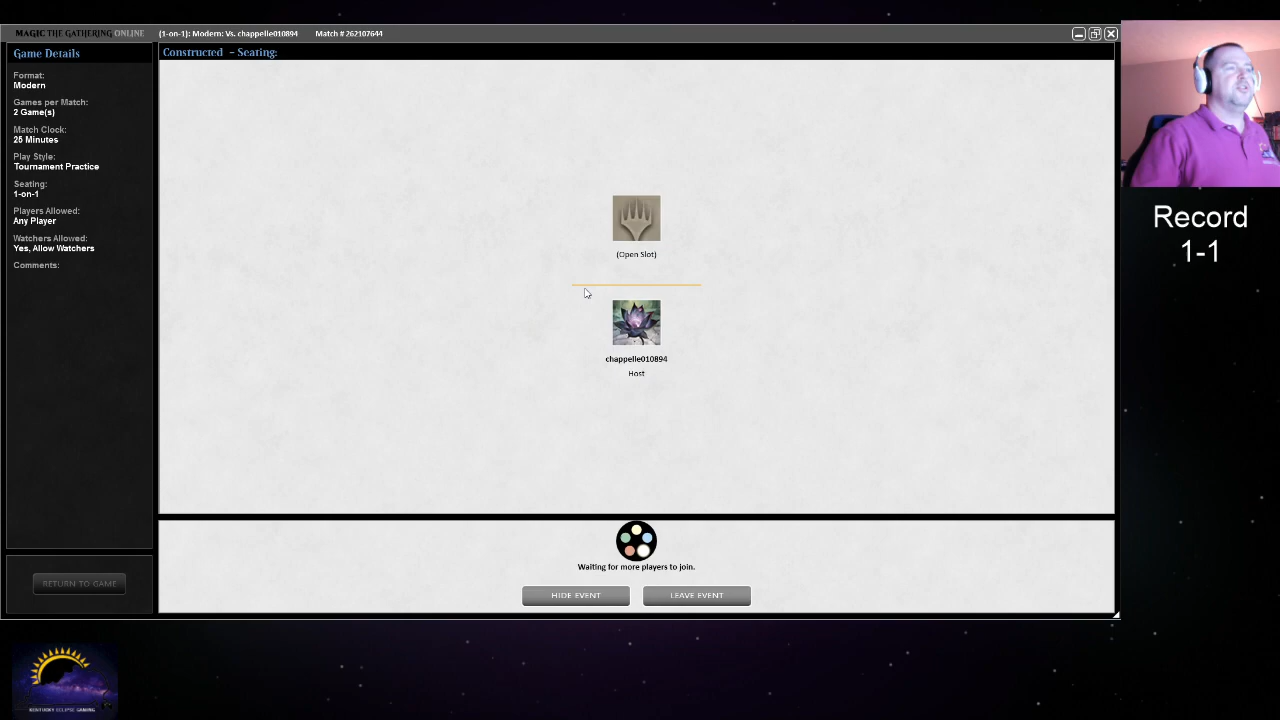 MAGIC THE GATHERING ONLINE
(1-on-1): Modern: Vs. chappelle010894 Match # 262107644
Game Details
Constructed - Seating:
Format:
Modern
Games per Match:
2 Game(s)
Match Clock:
25 Minutes
Play Style:
Tournament Practice
Seating:
1-on-1
Players Allowed:
Any Player
Watchers Allowed:
Yes, Allow Watchers
Comments:
(Open Slot)
chappelle010894
Host
Record
1-1
Waiting for more players to join.
RETURN TO GAME
HIDE EVENT
LEAVE EVENT
KENTUCKY ECLIPSE GAMING